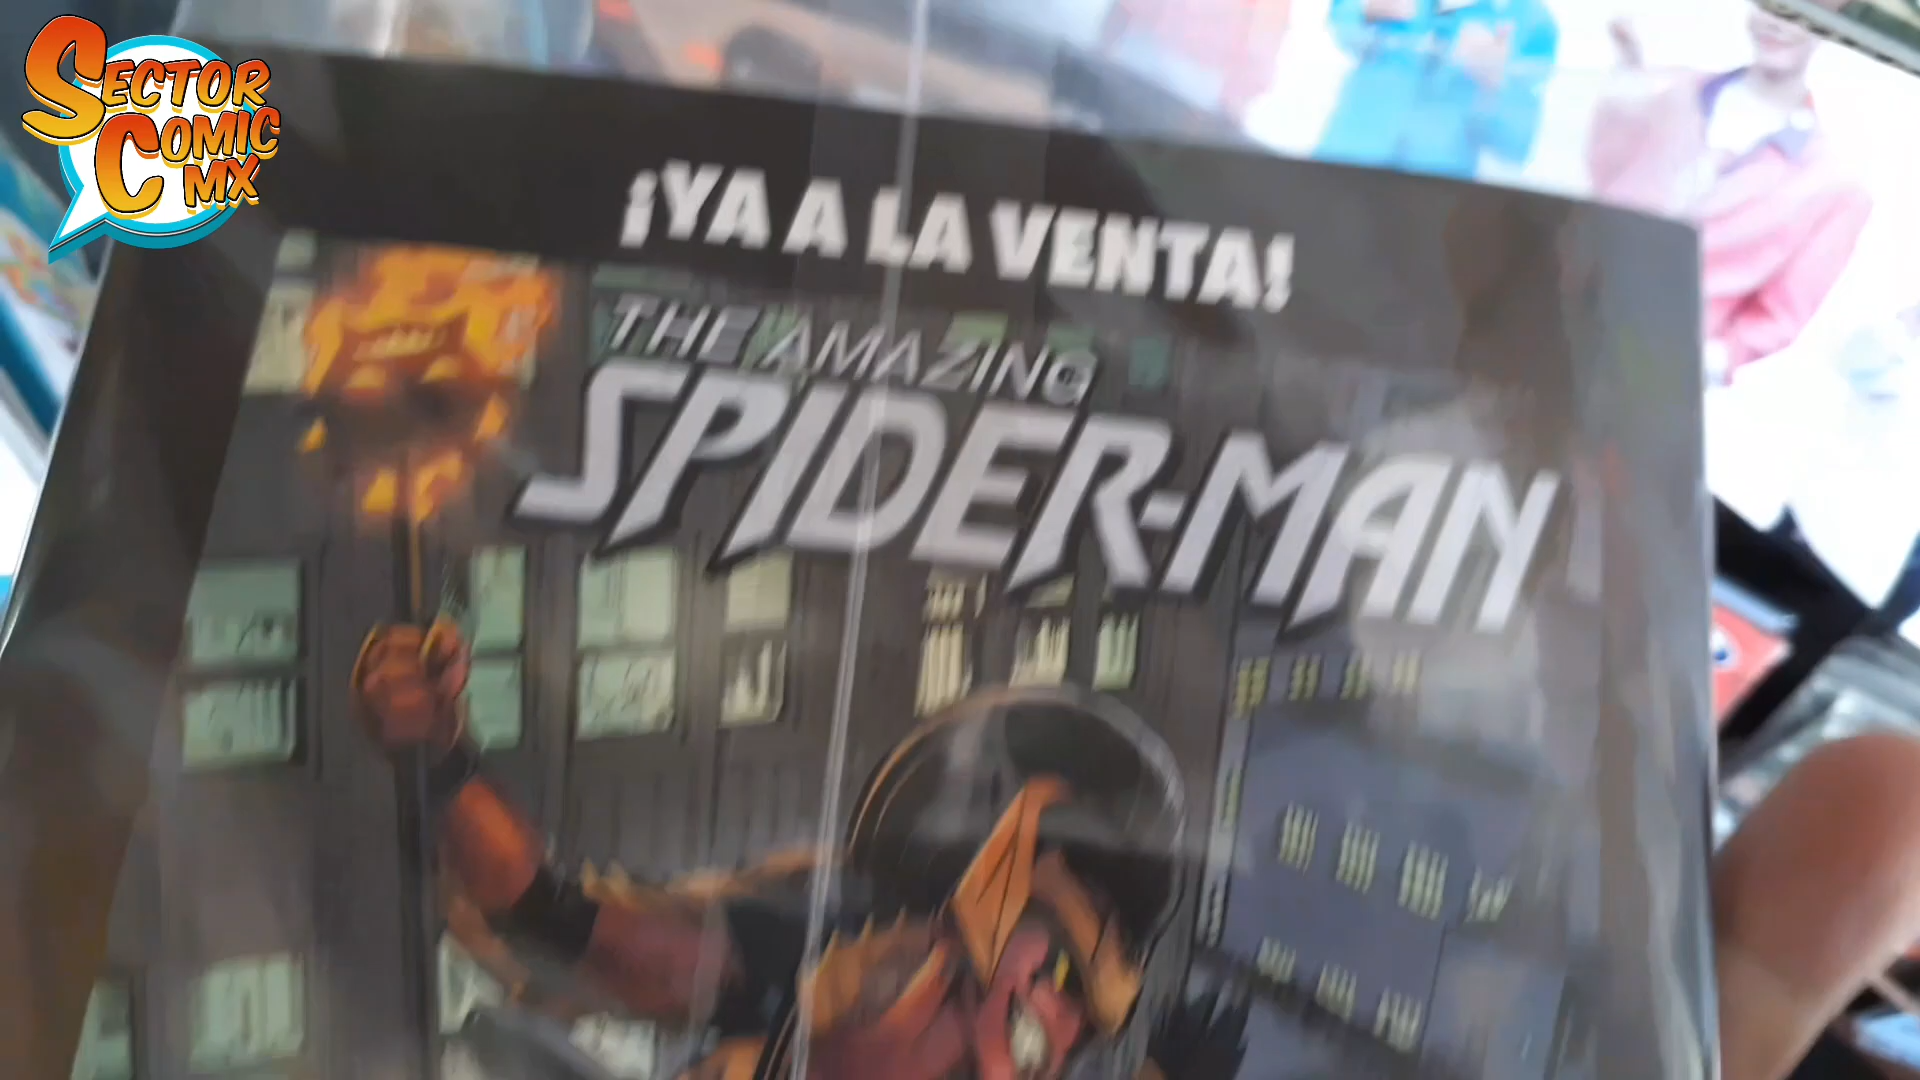 SECTOR
COMIC
MX
¡YA A LA VENTA!
THE AMAZING
SPIDER-MAN